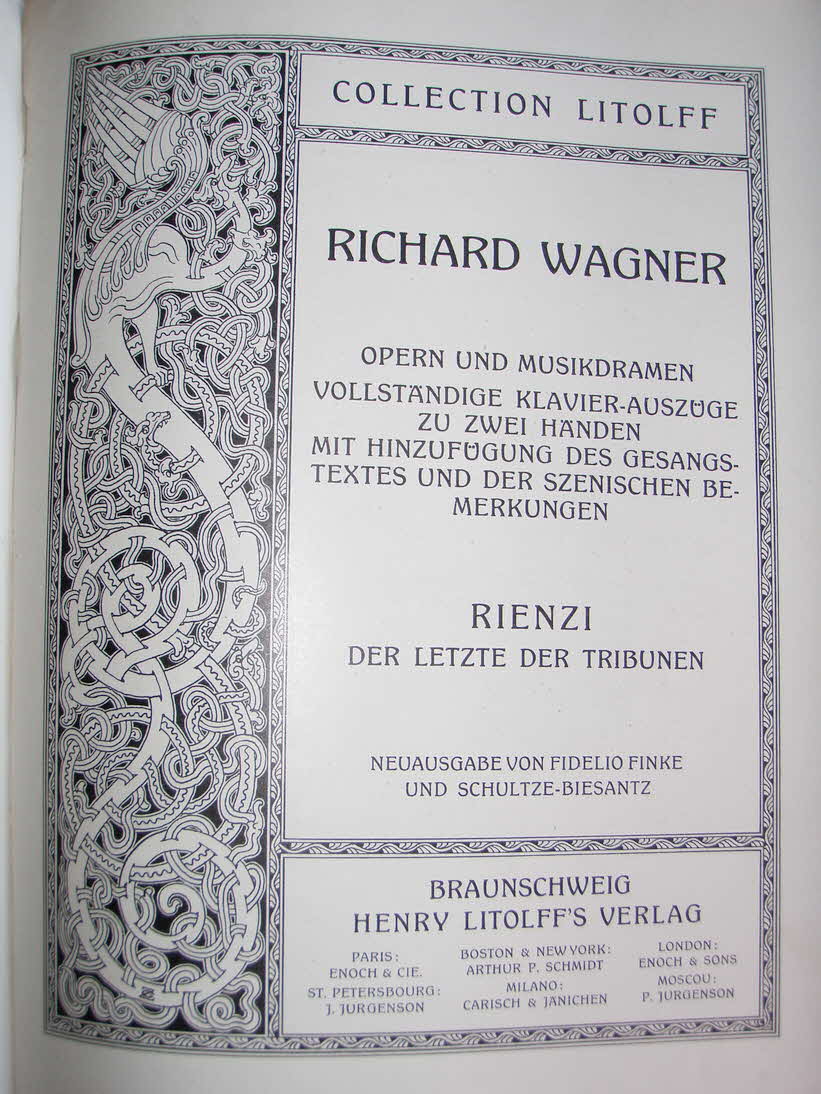 COLLECTION LITOLFF
RICHARD WAGNER
OPERN UND MUSIKDRAMEN
VOLLSTÄNDIGE KLAVIER-AUSZÜGE
ZU ZWEI HÄNDEN
MIT HINZUFÜGUNG DES GESANGS-
TEXTES UND DER SZENISCHEN BE-
MERKUNGEN
RIENZI
DER LETZTE DER TRIBUNEN
NEUAUSGABE VON FIDELIO FINKE
UND SCHULTZE-BIESANTZ
BRAUNSCHWEIG
HENRY LITOLFF'S VERLAG
PARIS:
ENOCH & CIE.
ST. PETERSBOURG:
J. JURGENSON
BOSTON & NEW YORK:
ARTHUR P. SCHMIDT
MILANO:
CARISCH & JÄNICHEN
LONDON:
ENOCH & SONS
MOSCOU:
P. JURGENSON